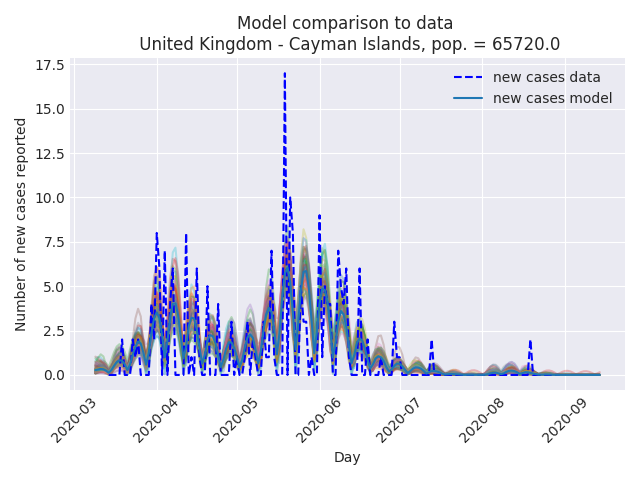 Model comparison to data
United Kingdom - Cayman Islands, pop. = 65720.0
new cases data
new cases model
Number of new cases reported
17.5
15.0
12.5
10.0
7.5
5.0
2.5
0.0
2020-03
2020-04
2020-05
2020-06
2020-07
2020-08
2020-09
Day